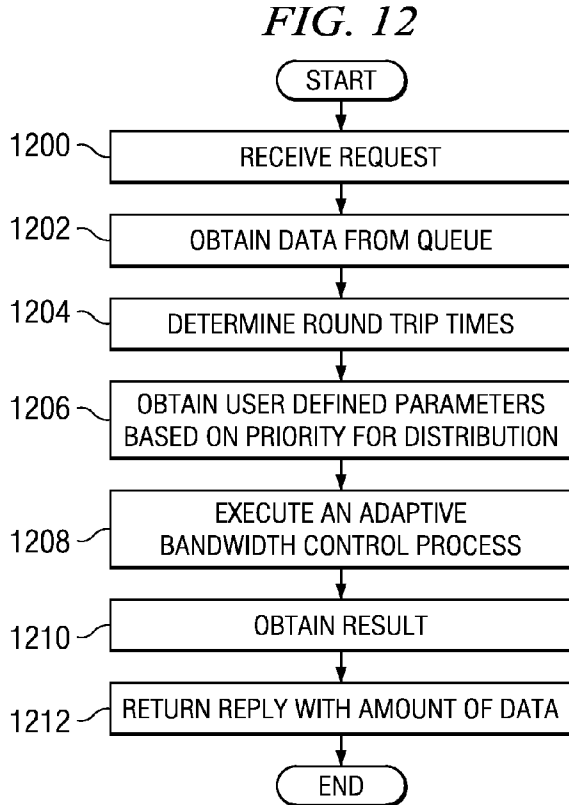 FIG. 12
START
1200
RECEIVE REQUEST
1202
OBTAIN DATA FROM QUEUE
1204
DETERMINE ROUND TRIP TIMES
1206
OBTAIN USER DEFINED PARAMETERS
BASED ON PRIORITY FOR DISTRIBUTION
1208
EXECUTE AN ADAPTIVE
BANDWIDTH CONTROL PROCESS
1210
OBTAIN RESULT
1212
RETURN REPLY WITH AMOUNT OF DATA
END